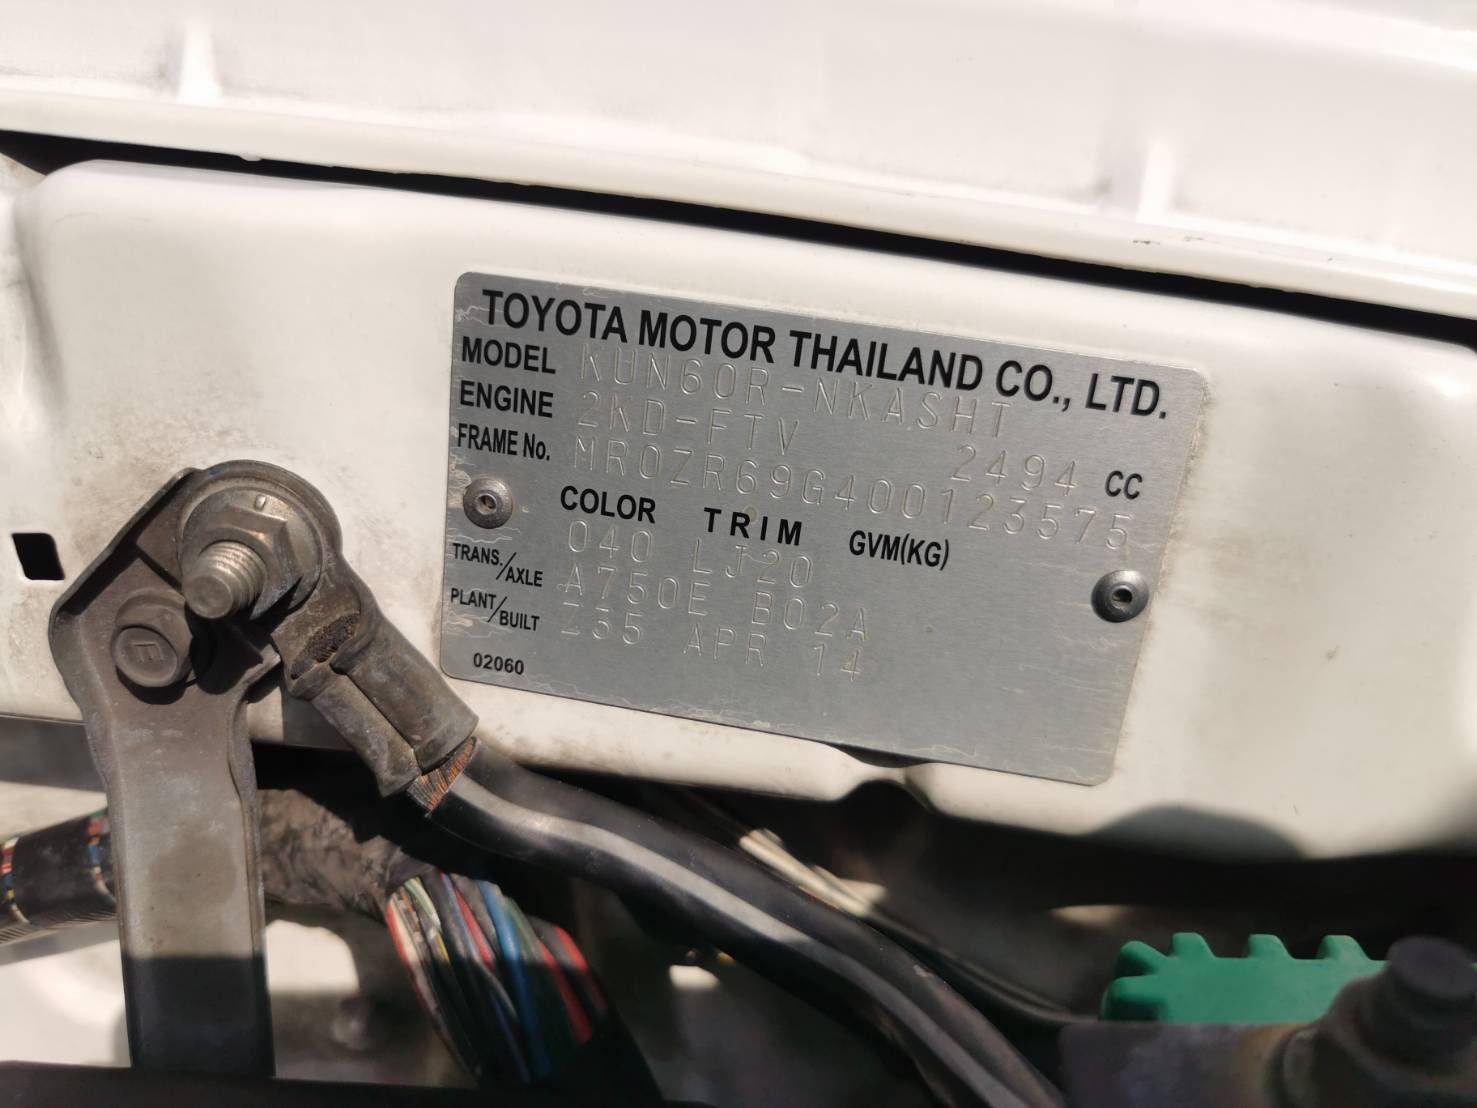 TOYOTA MOTOR THAILAND CO., LTD.
MODEL KUN60R-NKASHT
ENGINE 2KD-FTV 2494 CC
FRAME No. MR0ZR69G400123575
COLOR TRIM GVM(KG)
040 LJ20
TRANS./AXLE A750E B02A
PLANT/BUILT APR 14
02060